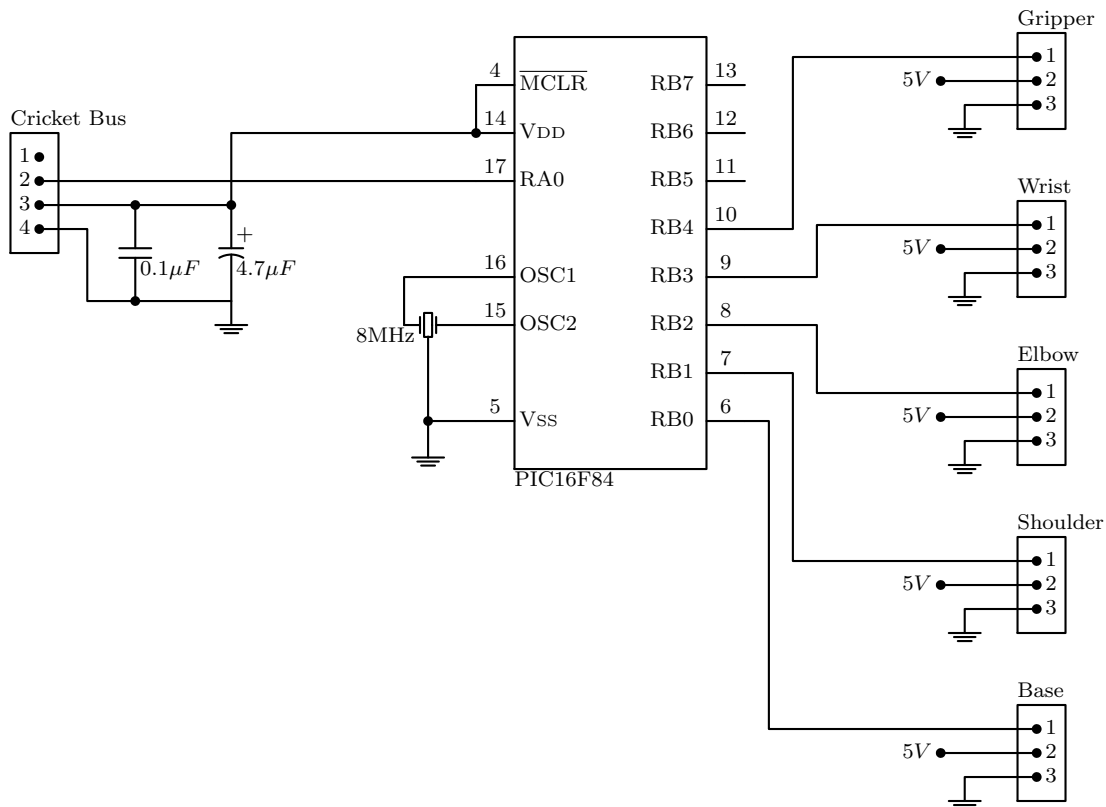 Cricket Bus
1
2
3
4
0.1μF
+
4.7μF
8MHz
4
14
17
16
15
5
MCLR
VDD
RA0
OSC1
OSC2
VSS
RB7
RB6
RB5
RB4
RB3
RB2
RB1
RB0
13
12
11
10
9
8
7
6
PIC16F84
Gripper
5V
1
2
3
Wrist
5V
1
2
3
Elbow
5V
1
2
3
Shoulder
5V
1
2
3
Base
5V
1
2
3